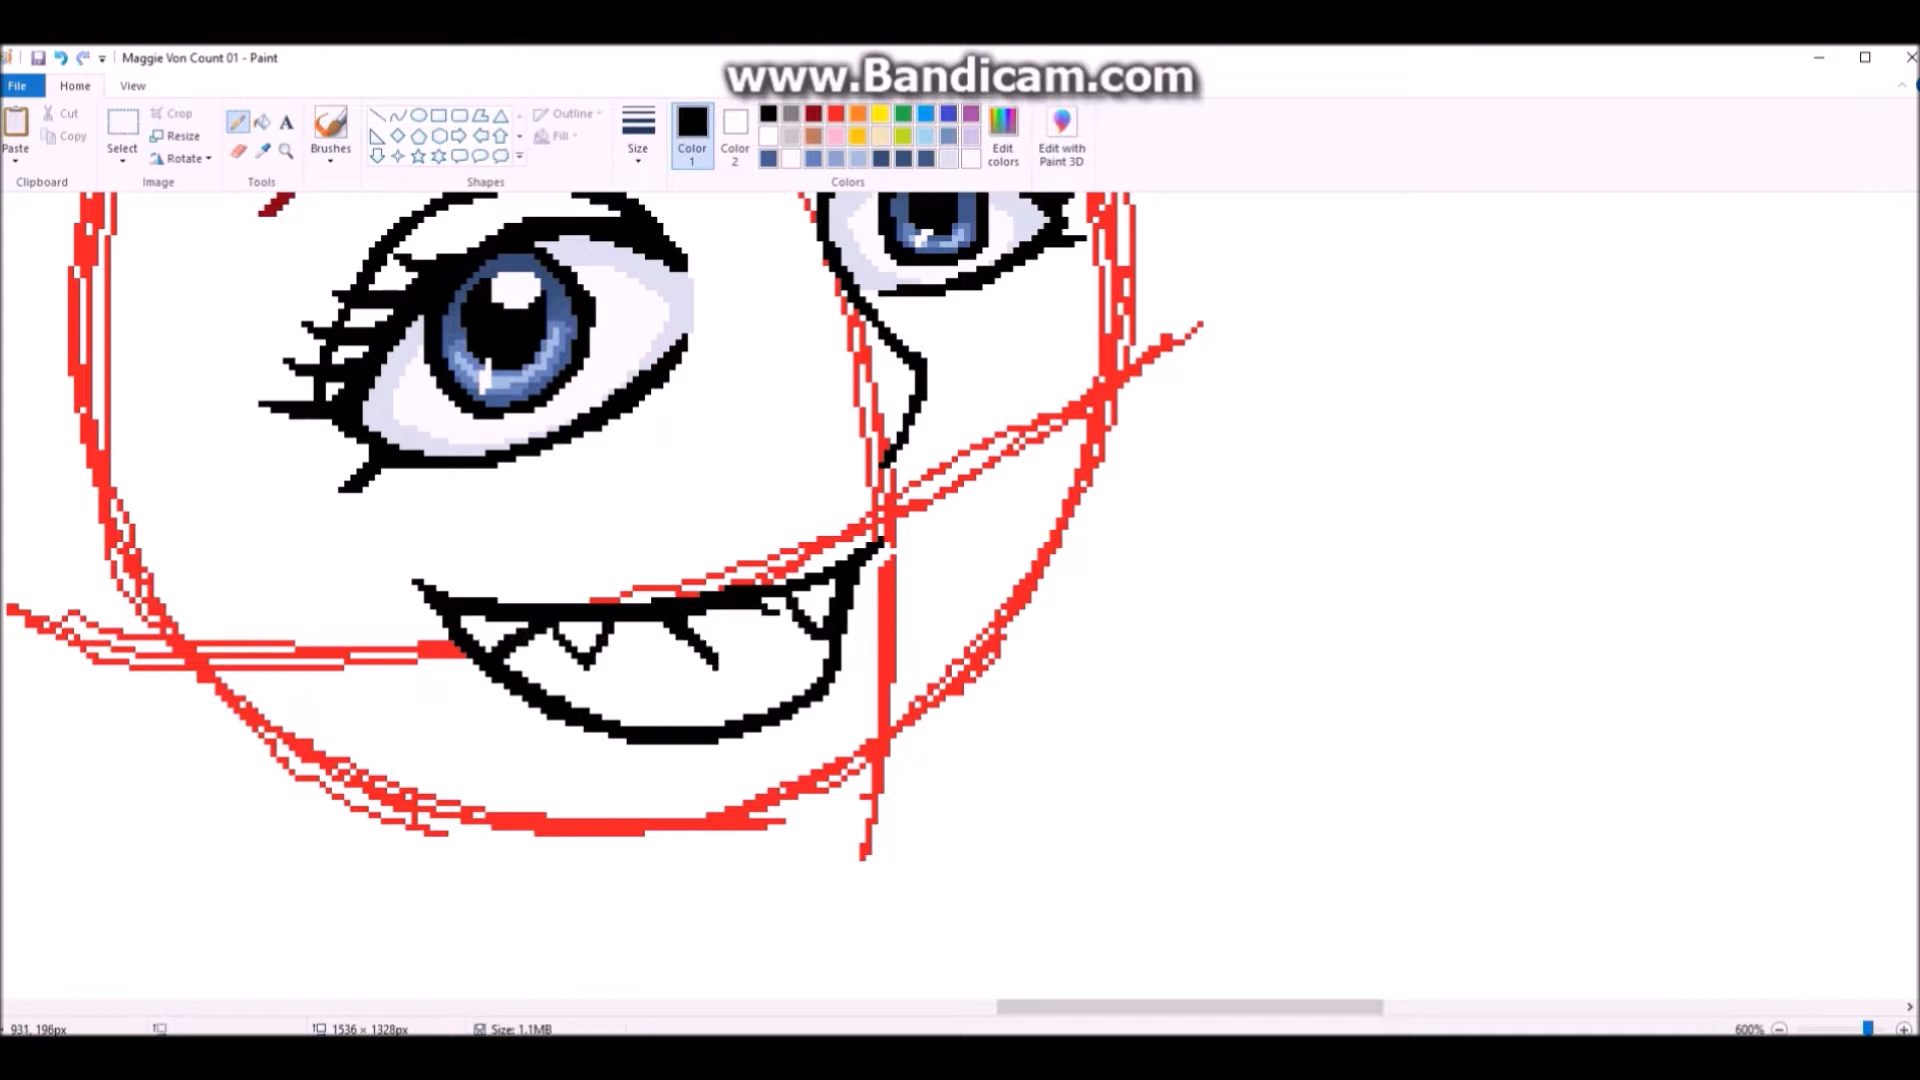 Maggie Von Count 01 - Paint
www.Bandicam.com
File Home View
Paste
Cut
Copy
Clipboard
Select
Crop
Resize
Rotate
Image
A
Tools
Brushes
Outline
Fill
Shapes
Size
Color 1
Color 2
Edit colors
Edit with Paint 3D
Colors
931, 196px
1536 × 1328px
Size: 1.1MB
600%